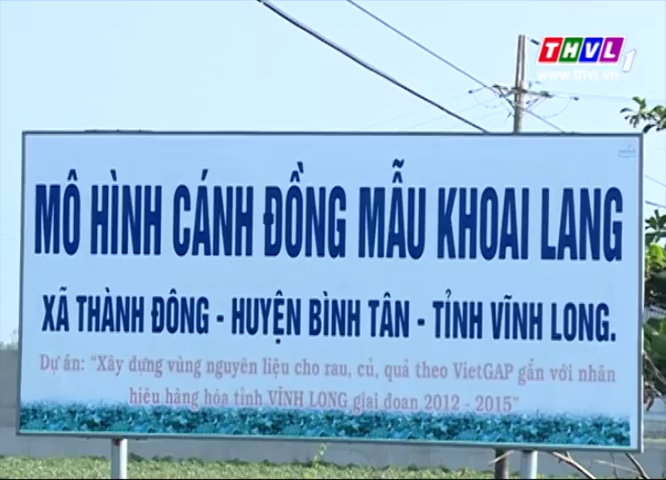 THVL1
www.thvl.vn
MÔ HÌNH CÁNH ĐỒNG MẪU KHOAI LANG
XÃ THÀNH ĐÔNG - HUYỆN BÌNH TÂN - TỈNH VĨNH LONG.
Dự án: "Xây dựng vùng nguyên liệu cho rau, củ, quả theo VietGAP gắn với nhãn
hiệu hàng hóa tỉnh VĨNH LONG giai đoạn 2012 - 2015"